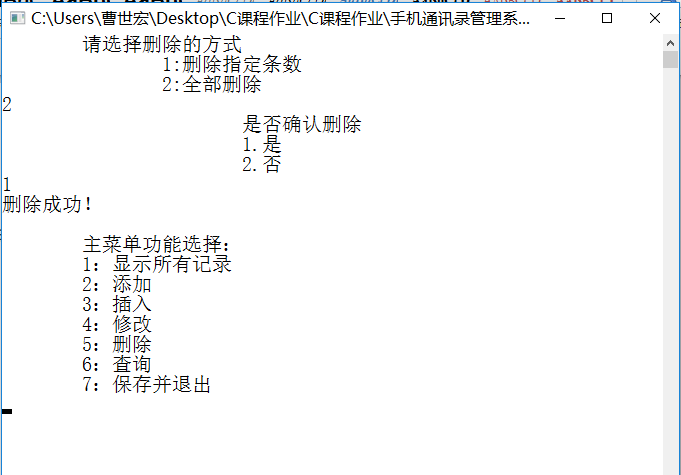 C:\Users\曹世宏\Desktop\C课程作业\C课程作业\手机通讯录管理系...
请选择删除的方式
1:删除指定条数
2:全部删除
2
是否确认删除
1.是
2.否
1
删除成功!
主菜单功能选择:
1: 显示所有记录
2: 添加
3: 插入
4: 修改
5: 删除
6: 查询
7: 保存并退出